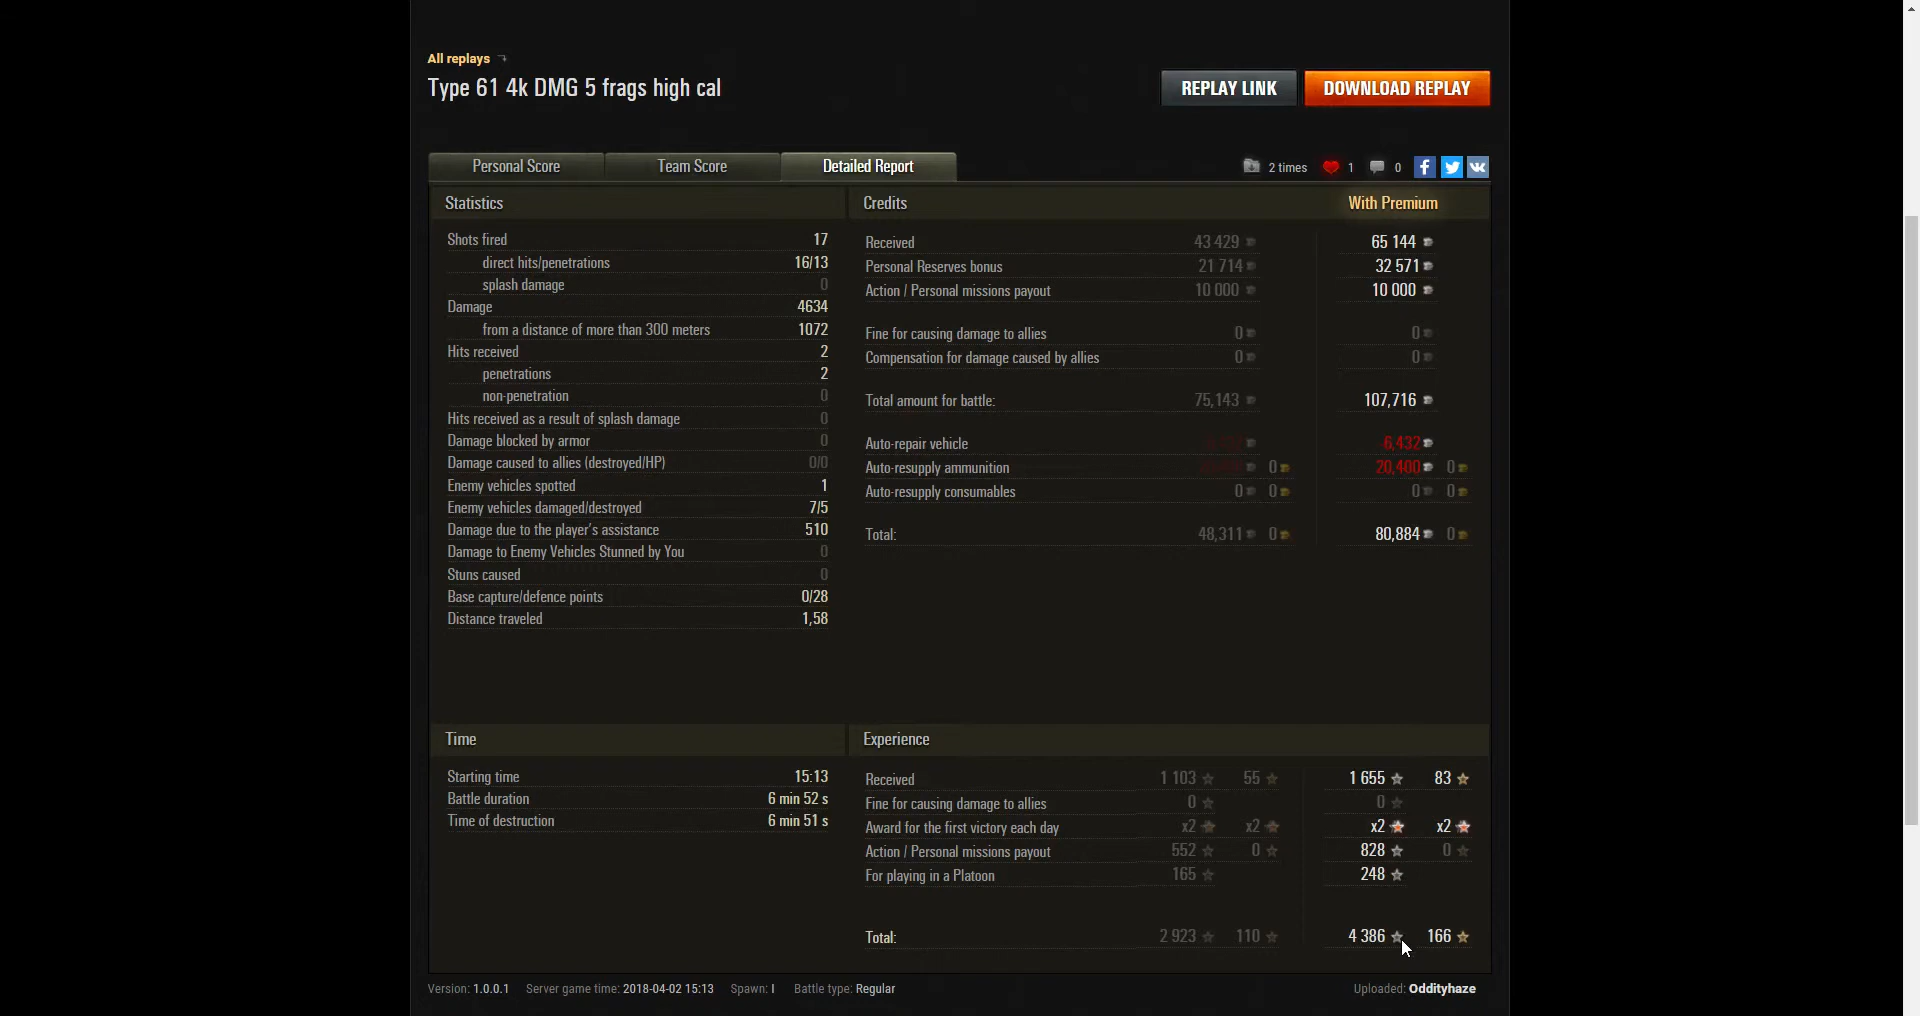 All replays
Type 61 4k DMG 5 frags high cal
REPLAY LINK DOWNLOAD REPLAY
Personal Score Team Score Detailed Report 2 times 1 0
Statistics
Shots fired 17
direct hits/penetrations 16/13
splash damage 0
Damage 4634
from a distance of more than 300 meters 1072
Hits received 2
penetrations 2
non-penetration 0
Hits received as a result of splash damage 0
Damage blocked by armor 0
Damage caused to allies (destroyed/HP) 0/0
Enemy vehicles spotted 1
Enemy vehicles damaged/destroyed 7/5
Damage due to the player's assistance 510
Damage to Enemy Vehicles Stunned by You 0
Stuns caused 0
Base capture/defence points 0/28
Distance traveled 1,58
Credits With Premium
Received 43 429 65 144
Personal Reserves bonus 21 714 32 571
Action / Personal missions payout 10 000 10 000
Fine for causing damage to allies 0 0
Compensation for damage caused by allies 0 0
Total amount for battle: 75,143 107,716
Auto-repair vehicle -6,432
Auto-resupply ammunition 0 20,400 0
Auto-resupply consumables 0 0 0 0
Total: 48,311 0 80,884 0
Time
Starting time 15:13
Battle duration 6 min 52 s
Time of destruction 6 min 51 s
Experience
Received 1 103 55 1 655 83
Fine for causing damage to allies 0 0
Award for the first victory each day x2 x2 x2 x2
Action / Personal missions payout 552 0 828 0
For playing in a Platoon 165 248
Total: 2 923 110 4 386 166
Version: 1.0.0.1 Server game time: 2018-04-02 15:13 Spawn: I Battle type: Regular Uploaded: Oddityhaze